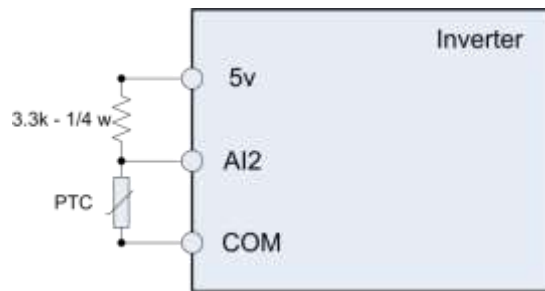 Inverter
5v
3.3k - 1/4 w
AI2
PTC
COM